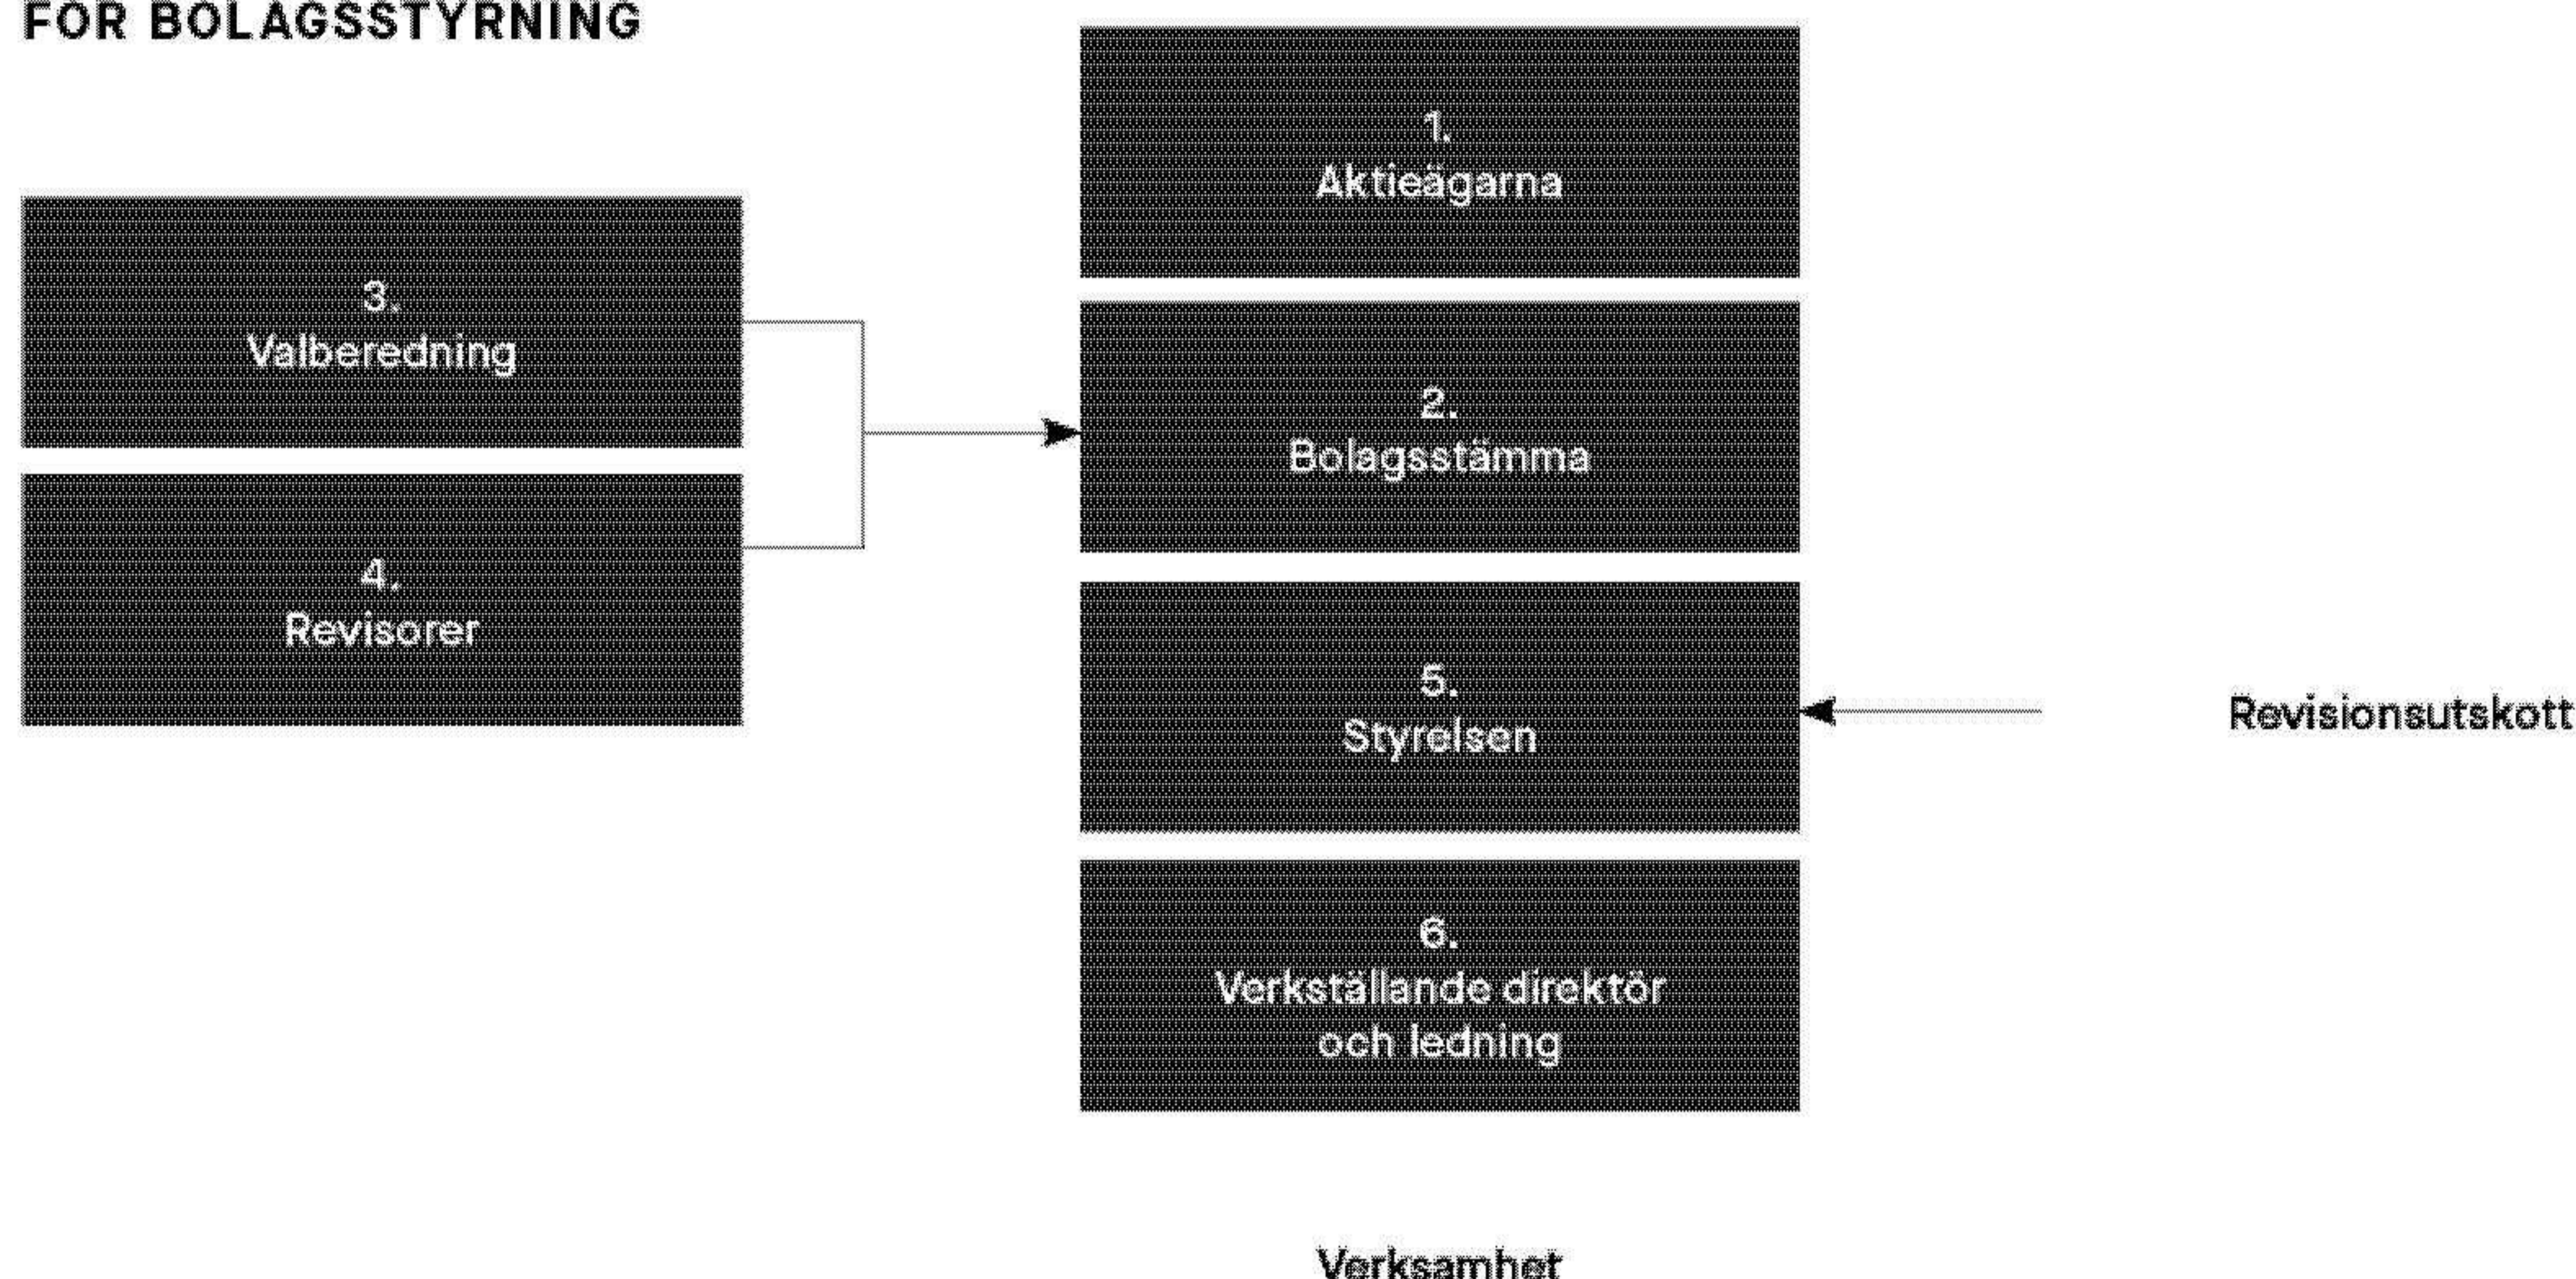 FÖR BOLAGSSTYRNING
1.
Aktieägarna
3.
Valberedning
2.
Bolagsstämma
4.
Revisorer
5.
Styrelsen
Revisionsutskott
6.
Verkställande direktör
och ledning
Verksamhet